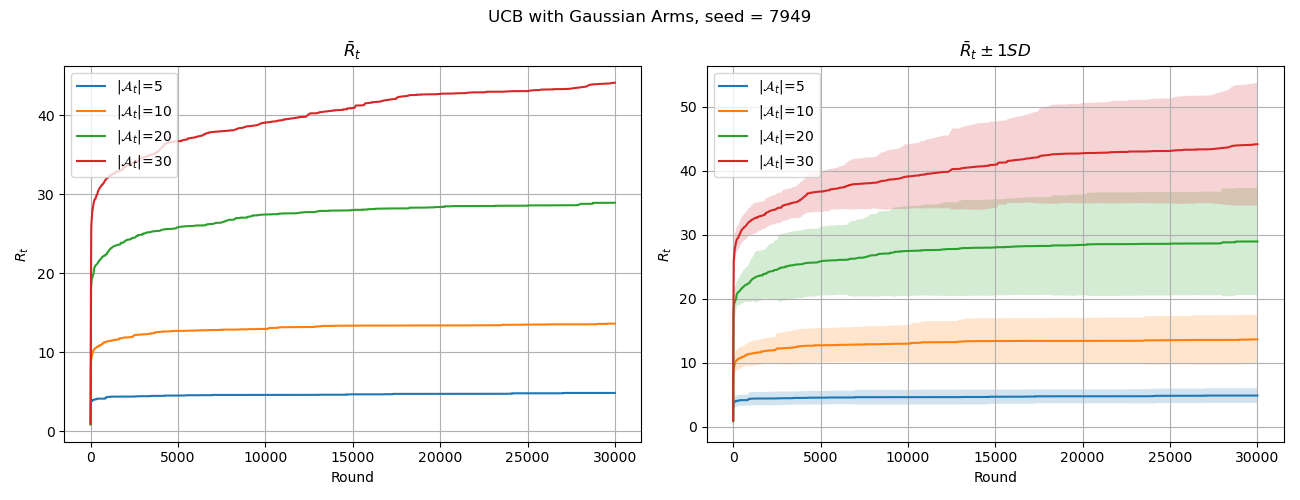 UCB with Gaussian Arms, seed = 7949
R̄ₜ
Rₜ
40
30
20
10
0
|𝒜ₜ|=5
|𝒜ₜ|=10
|𝒜ₜ|=20
|𝒜ₜ|=30
0 5000 10000 15000 20000 25000 30000
Round
R̄ₜ ± 1SD
Rₜ
50
40
30
20
10
0
|𝒜ₜ|=5
|𝒜ₜ|=10
|𝒜ₜ|=20
|𝒜ₜ|=30
0 5000 10000 15000 20000 25000 30000
Round